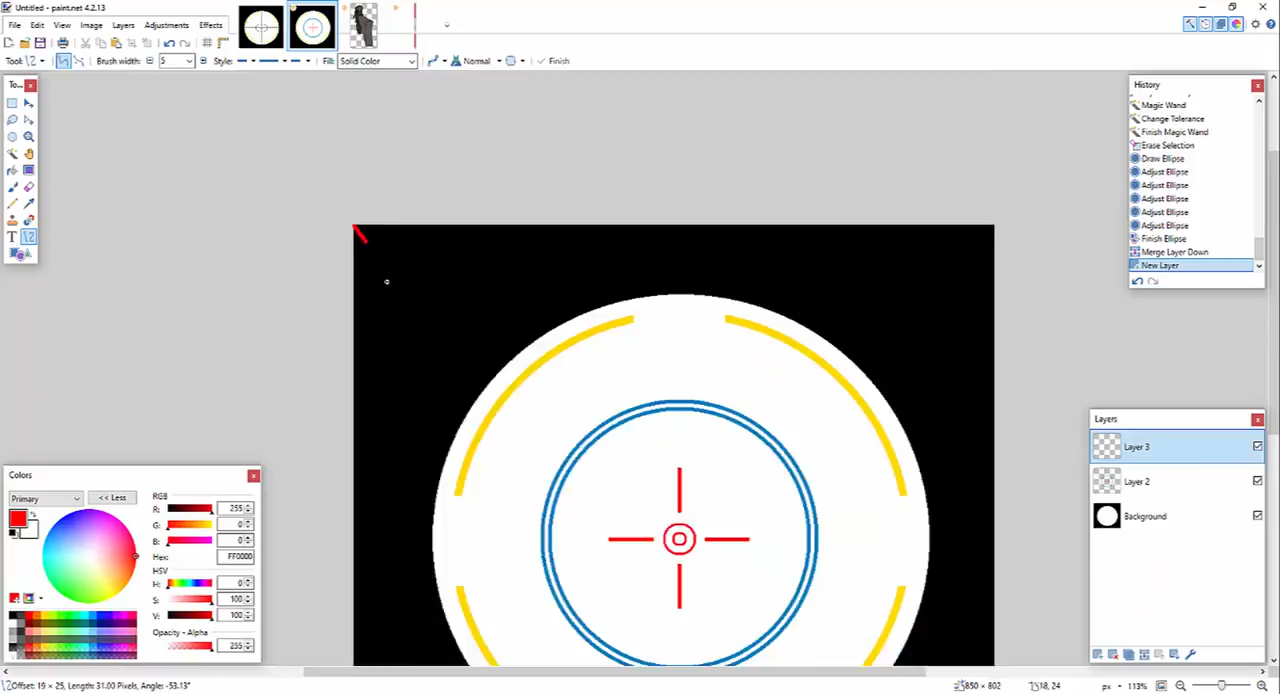 Untitled - paint.net 4.2.13
File Edit View Image Layers Adjustments Effects
Tool: Brush width: 5 Style: Fill: Solid Color Normal Finish
To...
History
Magic Wand
Change Tolerance
Finish Magic Wand
Erase Selection
Draw Ellipse
Adjust Ellipse
Adjust Ellipse
Adjust Ellipse
Adjust Ellipse
Adjust Ellipse
Finish Ellipse
Merge Layer Down
New Layer
Layers
Layer 3
Layer 2
Background
Colors
Primary << Less
RGB
R: 255
G: 0
B: 0
Hex: FF0000
HSV
H: 0
S: 100
V: 100
Opacity - Alpha
255
Offset: 19 × 25, Length: 31.00 Pixels, Angle: -53.13° 850 × 802 18, 24 px 113%